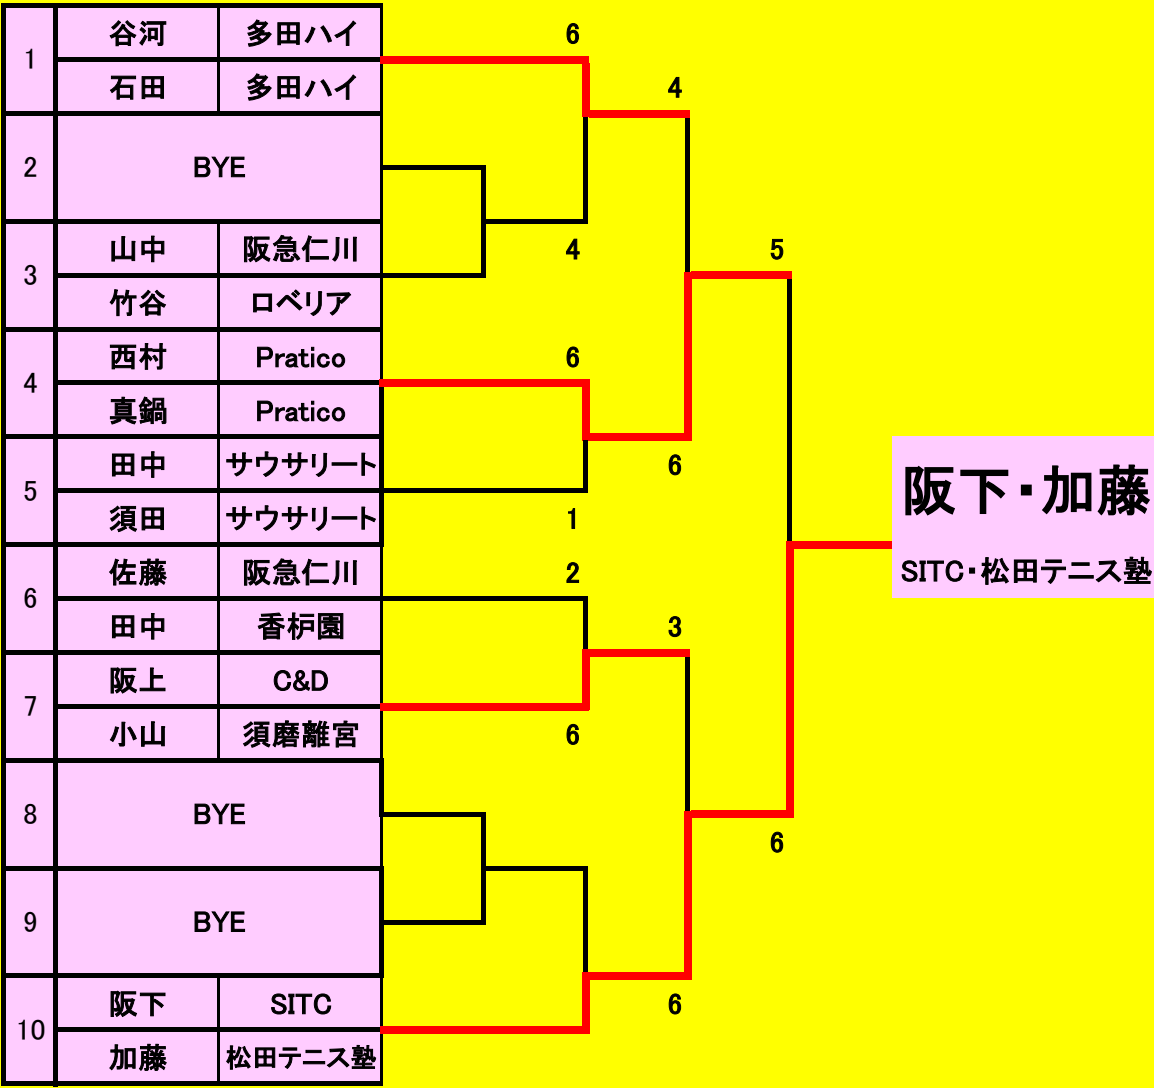 1
谷河 多田ハイ
石田 多田ハイ
2
BYE
3
山中 阪急仁川
竹谷 ロベリア
4
西村 Pratico
真鍋 Pratico
5
田中 サウサリート
須田 サウサリート
6
佐藤 阪急仁川
田中 香枦園
7
阪上 C&D
小山 須磨離宮
8
BYE
9
BYE
10
阪下 SITC
加藤 松田テニス塾
6
4
6
1
2
6
4
6
3
6
5
6
阪下・加藤
SITC・松田テニス塾